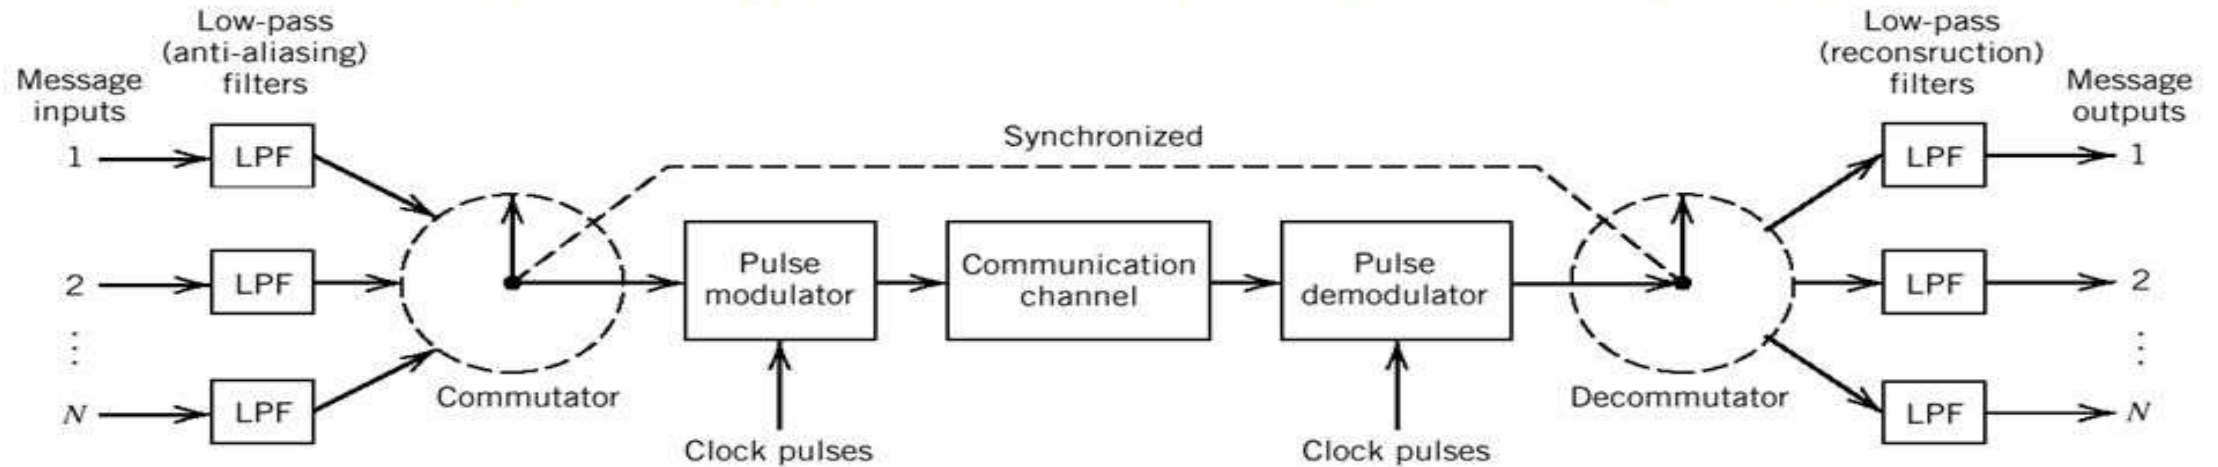 Low-pass
(anti-aliasing)
filters
Message
inputs
1
LPF
2
LPF
⋮
N
LPF
Commutator
Synchronized
Pulse
modulator
Clock pulses
Communication
channel
Pulse
demodulator
Clock pulses
Decommutator
Low-pass
(reconsruction)
filters
Message
outputs
LPF
1
LPF
2
⋮
LPF
N